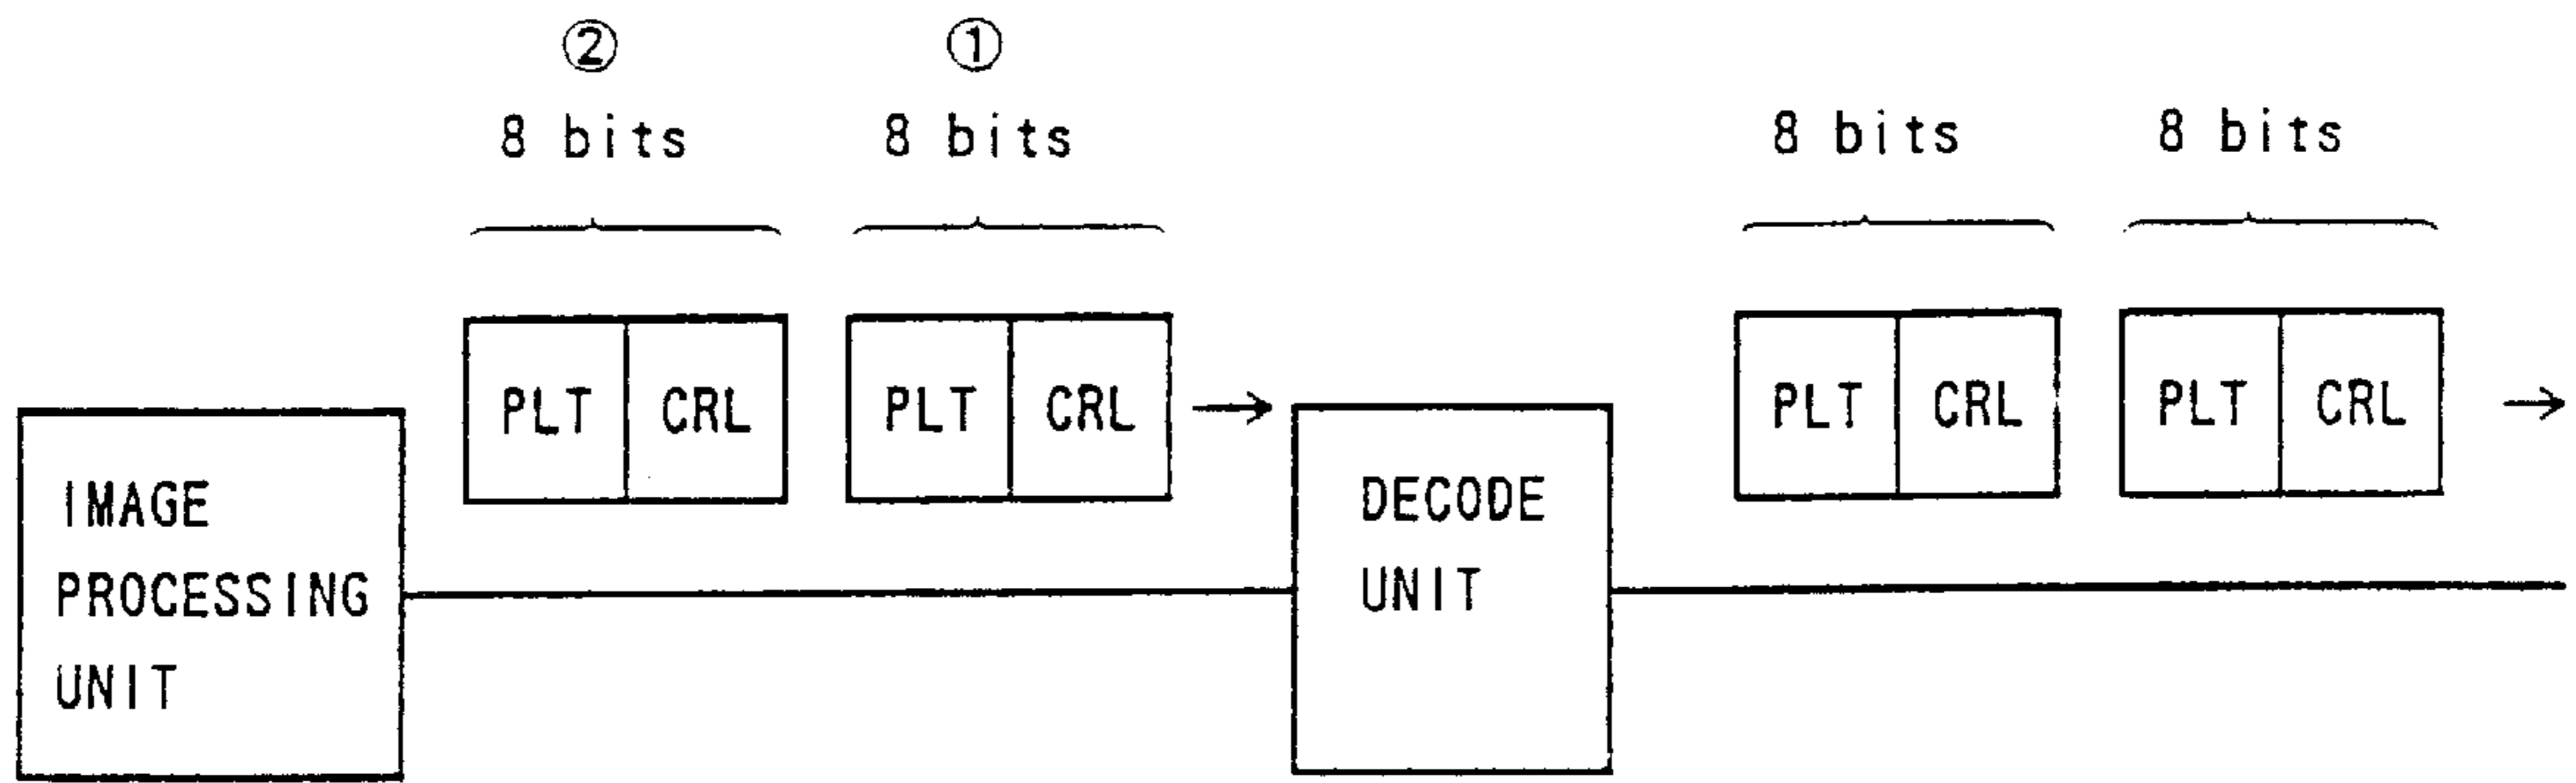 ② ①
8 bits 8 bits 8 bits 8 bits
PLT CRL PLT CRL → PLT CRL PLT CRL →
IMAGE
PROCESSING
UNIT
DECODE
UNIT